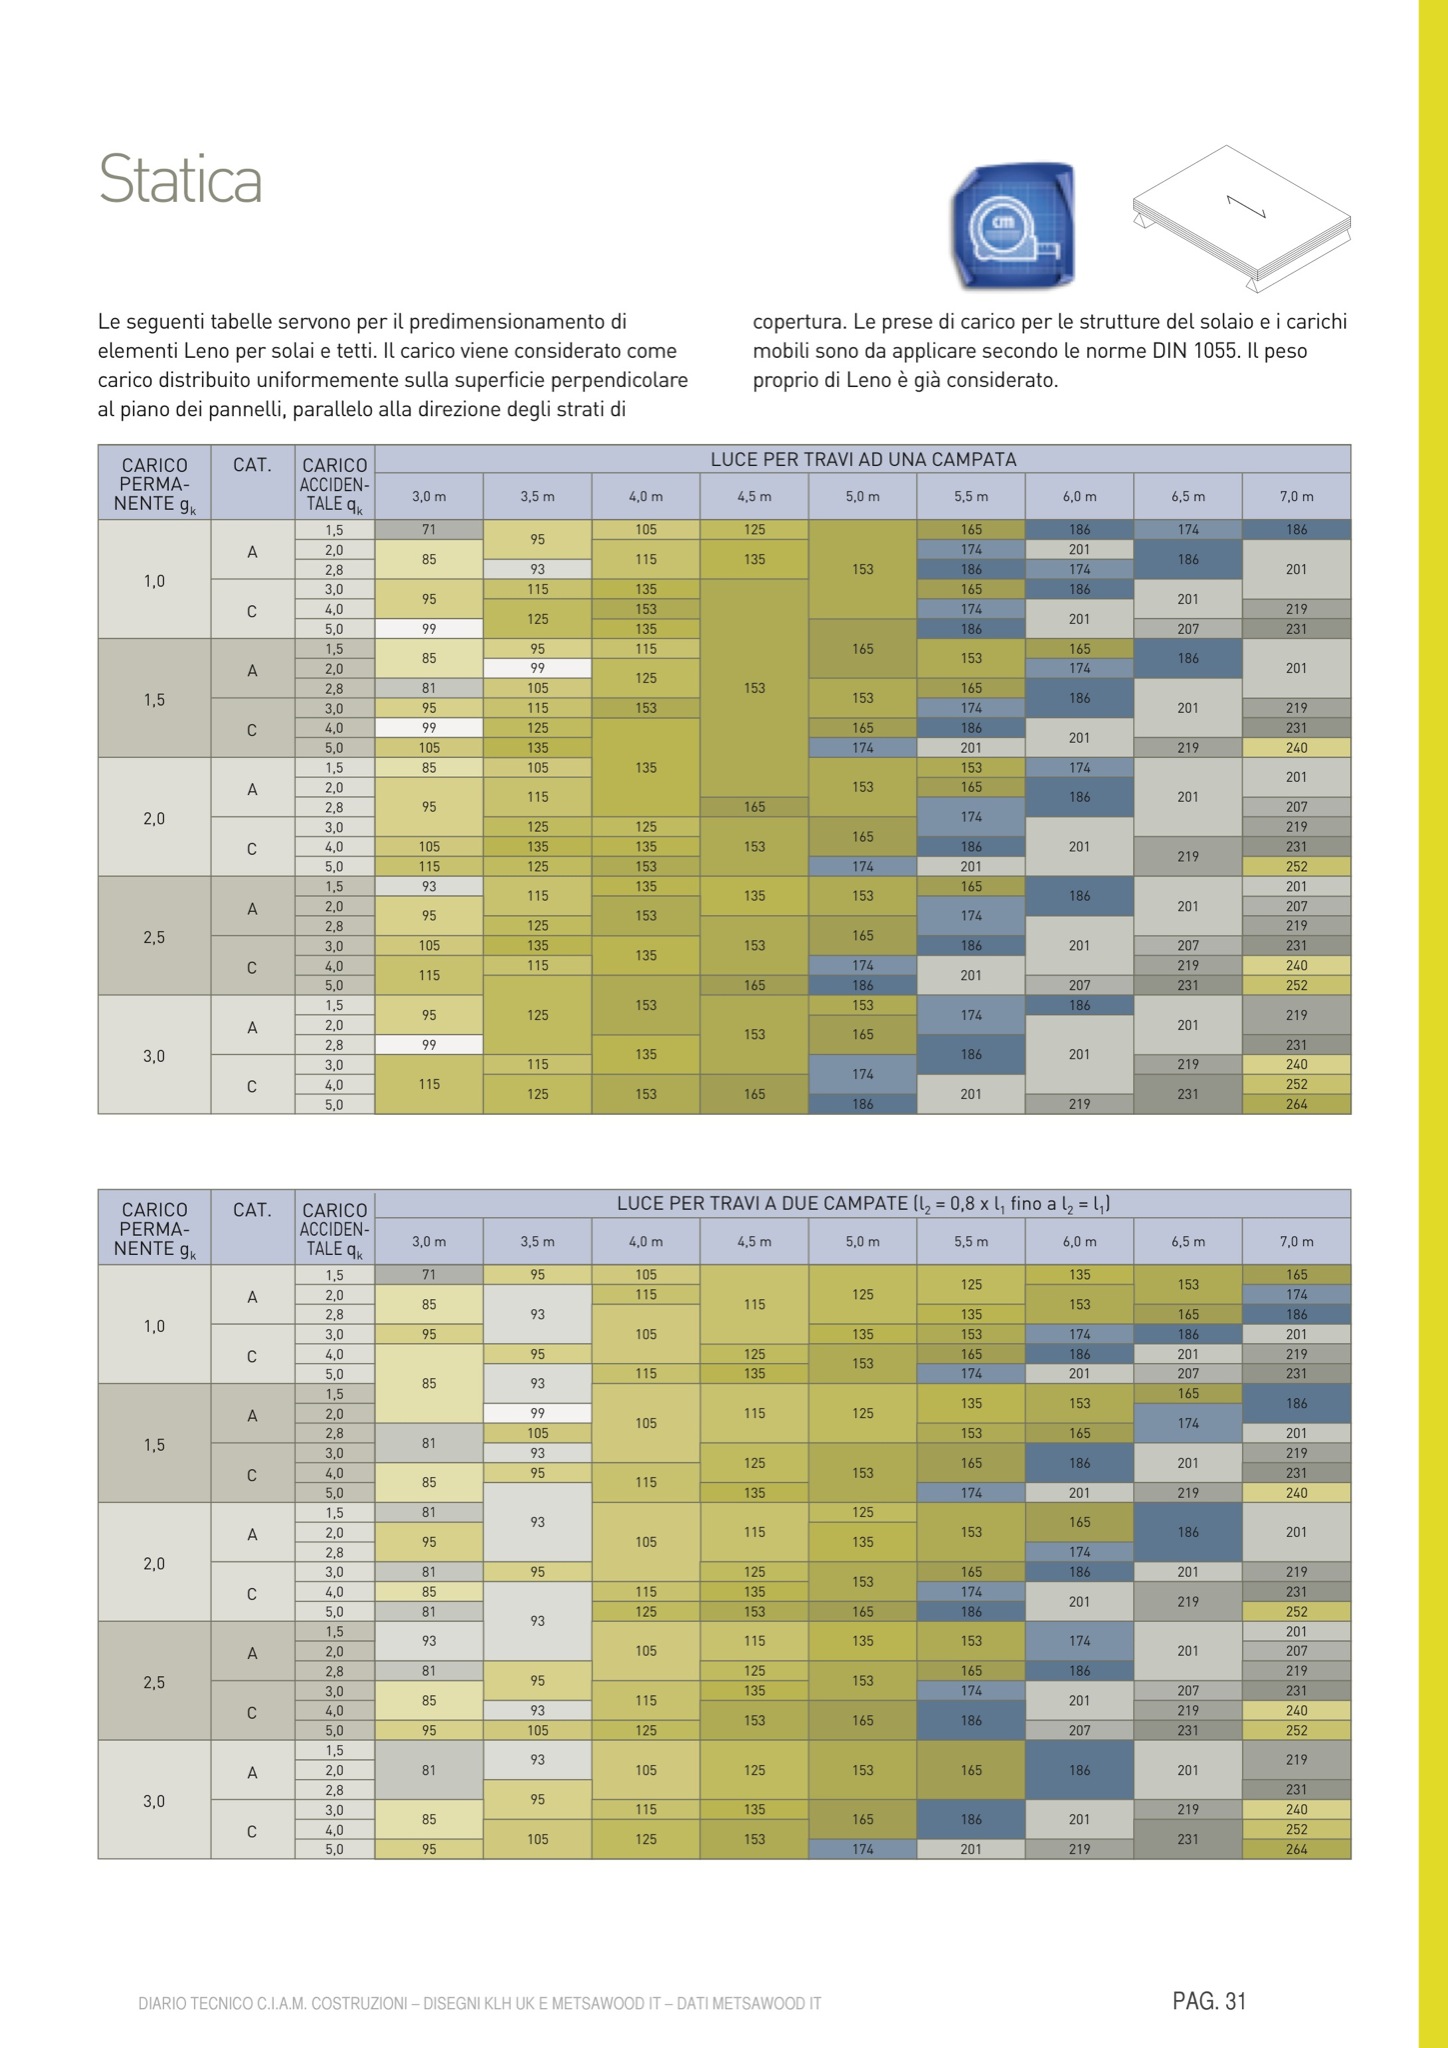 Statica
cm
Le seguenti tabelle servono per il predimensionamento di
elementi Leno per solai e tetti. Il carico viene considerato come
carico distribuito uniformemente sulla superficie perpendicolare
al piano dei pannelli, parallelo alla direzione degli strati di
copertura. Le prese di carico per le strutture del solaio e i carichi
mobili sono da applicare secondo le norme DIN 1055. Il peso
proprio di Leno è già considerato.
CARICO PERMA-NENTE gk CAT. CARICO ACCIDEN-TALE qk LUCE PER TRAVI AD UNA CAMPATA
3,0 m 3,5 m 4,0 m 4,5 m 5,0 m 5,5 m 6,0 m 6,5 m 7,0 m
1,0 A 1,5 71 95 105 125 153 165 186 174 186
2,0 85 115 135 174 201 186 201
2,8 93 186 174
C 3,0 95 115 135 153 165 186 201
4,0 125 153 174 201 219
5,0 99 135 165 186 207 231
1,5 A 1,5 85 95 115 153 165 186 201
2,0 99 125 174
2,8 81 105 153 165 186 201
C 3,0 95 115 153 174 219
4,0 99 125 135 165 186 201 231
5,0 105 135 174 201 219 240
2,0 A 1,5 85 105 153 153 174 201 201
2,0 95 115 165 186
2,8 165 174 207
C 3,0 125 125 153 165 201 219
4,0 105 135 135 186 219 231
5,0 115 125 153 174 201 252
2,5 A 1,5 93 115 135 135 153 165 186 201 201
2,0 95 153 174 207
2,8 125 153 165 201 219
C 3,0 105 135 135 186 207 231
4,0 115 115 174 201 219 240
5,0 125 153 165 186 207 231 252
3,0 A 1,5 95 153 153 174 186 201 219
2,0 165 201
2,8 99 135 186 231
C 3,0 115 115 174 219 240
4,0 125 153 165 201 231 252
5,0 186 219 264
CARICO PERMA-NENTE gk CAT. CARICO ACCIDEN-TALE qk LUCE PER TRAVI A DUE CAMPATE (l2 = 0,8 x l1 fino a l2 = l1)
3,0 m 3,5 m 4,0 m 4,5 m 5,0 m 5,5 m 6,0 m 6,5 m 7,0 m
1,0 A 1,5 71 95 105 115 125 125 135 153 165
2,0 85 93 115 153 174
2,8 105 135 165 186
C 3,0 95 135 153 174 186 201
4,0 85 95 125 153 165 186 201 219
5,0 93 115 135 174 201 207 231
1,5 A 1,5 105 115 125 135 153 165 186
2,0 99 174
2,8 81 105 153 165 201
C 3,0 93 125 153 165 186 201 219
4,0 85 95 115 231
5,0 93 135 174 201 219 240
2,0 A 1,5 81 105 115 125 153 165 186 201
2,0 95 135
2,8 174
C 3,0 81 95 125 153 165 186 201 219
4,0 85 93 115 135 174 201 219 231
5,0 81 125 153 165 186 252
2,5 A 1,5 93 105 115 135 153 174 201 201
2,0 207
2,8 81 95 125 153 165 186 219
C 3,0 85 115 135 174 201 207 231
4,0 93 153 165 186 219 240
5,0 95 105 125 207 231 252
3,0 A 1,5 81 93 105 125 153 165 186 201 219
2,0
2,8 95 231
C 3,0 85 115 135 165 186 201 219 240
4,0 105 125 153 231 252
5,0 95 174 201 219 264
DIARIO TECNICO C.I.A.M. COSTRUZIONI – DISEGNI KLH UK E METSAWOOD IT – DATI METSAWOOD IT
PAG. 31